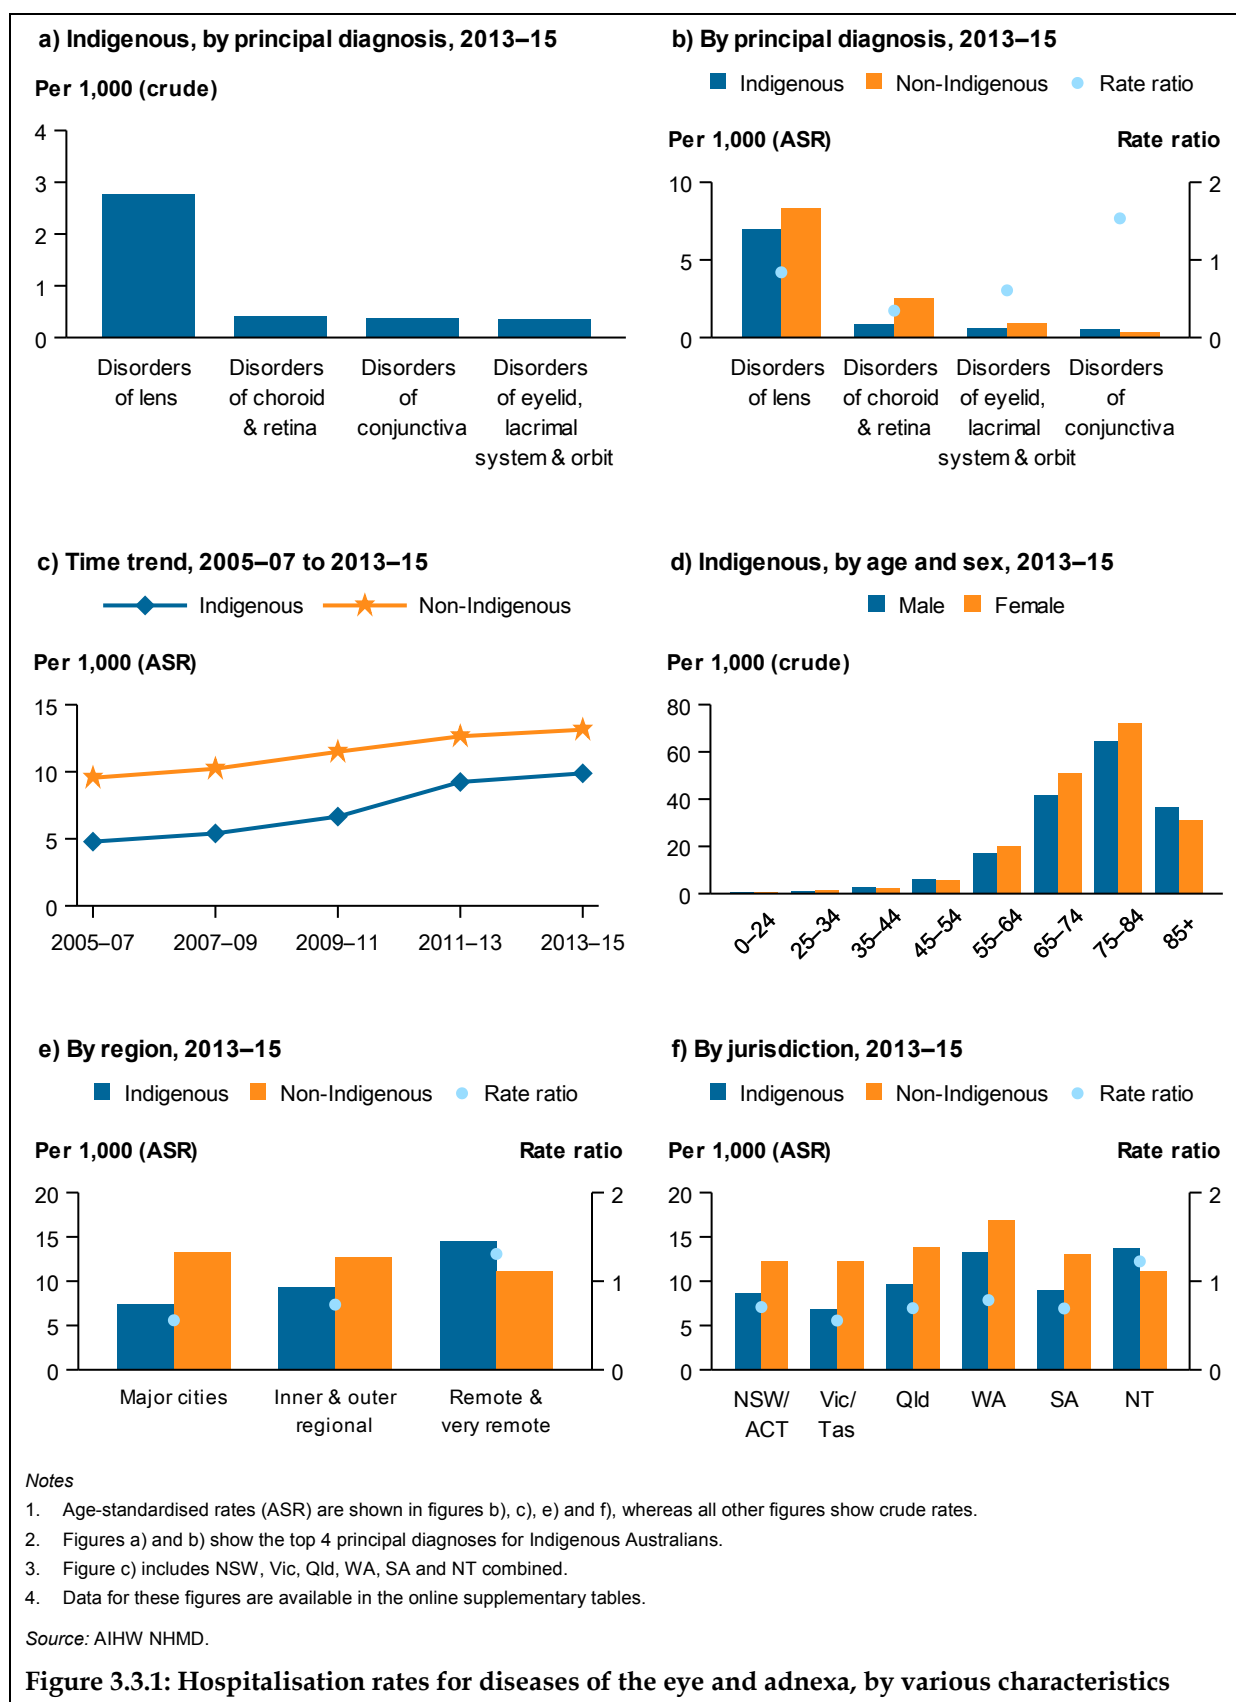 a) Indigenous, by principal diagnosis, 2013–15
Per 1,000 (crude)
4
3
2
1
0
Disorders of lens
Disorders of choroid & retina
Disorders of conjunctiva
Disorders of eyelid, lacrimal system & orbit
b) By principal diagnosis, 2013–15
Indigenous Non-Indigenous Rate ratio
Per 1,000 (ASR) Rate ratio
10 2
5 1
0 0
Disorders of lens
Disorders of choroid & retina
Disorders of eyelid, lacrimal system & orbit
Disorders of conjunctiva
c) Time trend, 2005–07 to 2013–15
Indigenous Non-Indigenous
Per 1,000 (ASR)
15
10
5
0
2005–07 2007–09 2009–11 2011–13 2013–15
d) Indigenous, by age and sex, 2013–15
Male Female
Per 1,000 (crude)
80
60
40
20
0
0–24 25–34 35–44 45–54 55–64 65–74 75–84 85+
e) By region, 2013–15
Indigenous Non-Indigenous Rate ratio
Per 1,000 (ASR) Rate ratio
20 2
15
10 1
5
0 0
Major cities
Inner & outer regional
Remote & very remote
f) By jurisdiction, 2013–15
Indigenous Non-Indigenous Rate ratio
Per 1,000 (ASR) Rate ratio
20 2
15
10 1
5
0 0
NSW/ACT Vic/Tas Qld WA SA NT
Notes
1. Age-standardised rates (ASR) are shown in figures b), c), e) and f), whereas all other figures show crude rates.
2. Figures a) and b) show the top 4 principal diagnoses for Indigenous Australians.
3. Figure c) includes NSW, Vic, Qld, WA, SA and NT combined.
4. Data for these figures are available in the online supplementary tables.
Source: AIHW NHMD.
Figure 3.3.1: Hospitalisation rates for diseases of the eye and adnexa, by various characteristics